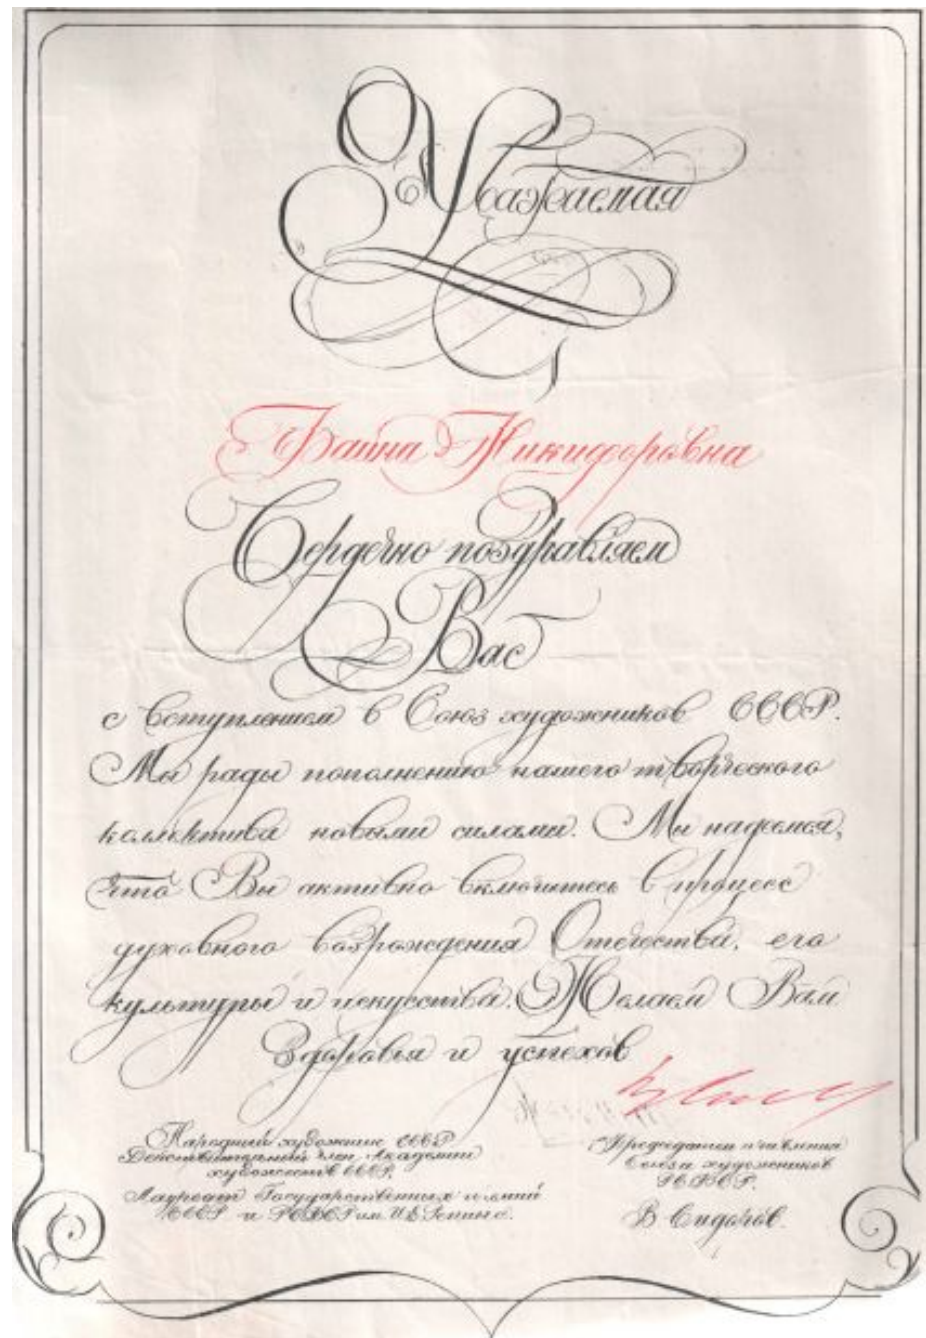 Уважаемая
Фаина Никифоровна
Сердечно поздравляем
Вас
с вступлением в Союз художников СССР.
Мы рады пополнению нашего творческого
коллектива новыми силами. Мы надеемся,
что Вы активно включитесь в процесс
духовного возрождения Отечества, его
культуры и искусства. Желаем Вам
Здоровья и успехов
Народный художник СССР
Действительный член Академии
художеств СССР,
Лауреат Государственных премий
СССР и РСФСР им. И.Е. Репина.
Председатель правления
Союза художников
РСФСР.
В Сидоров.